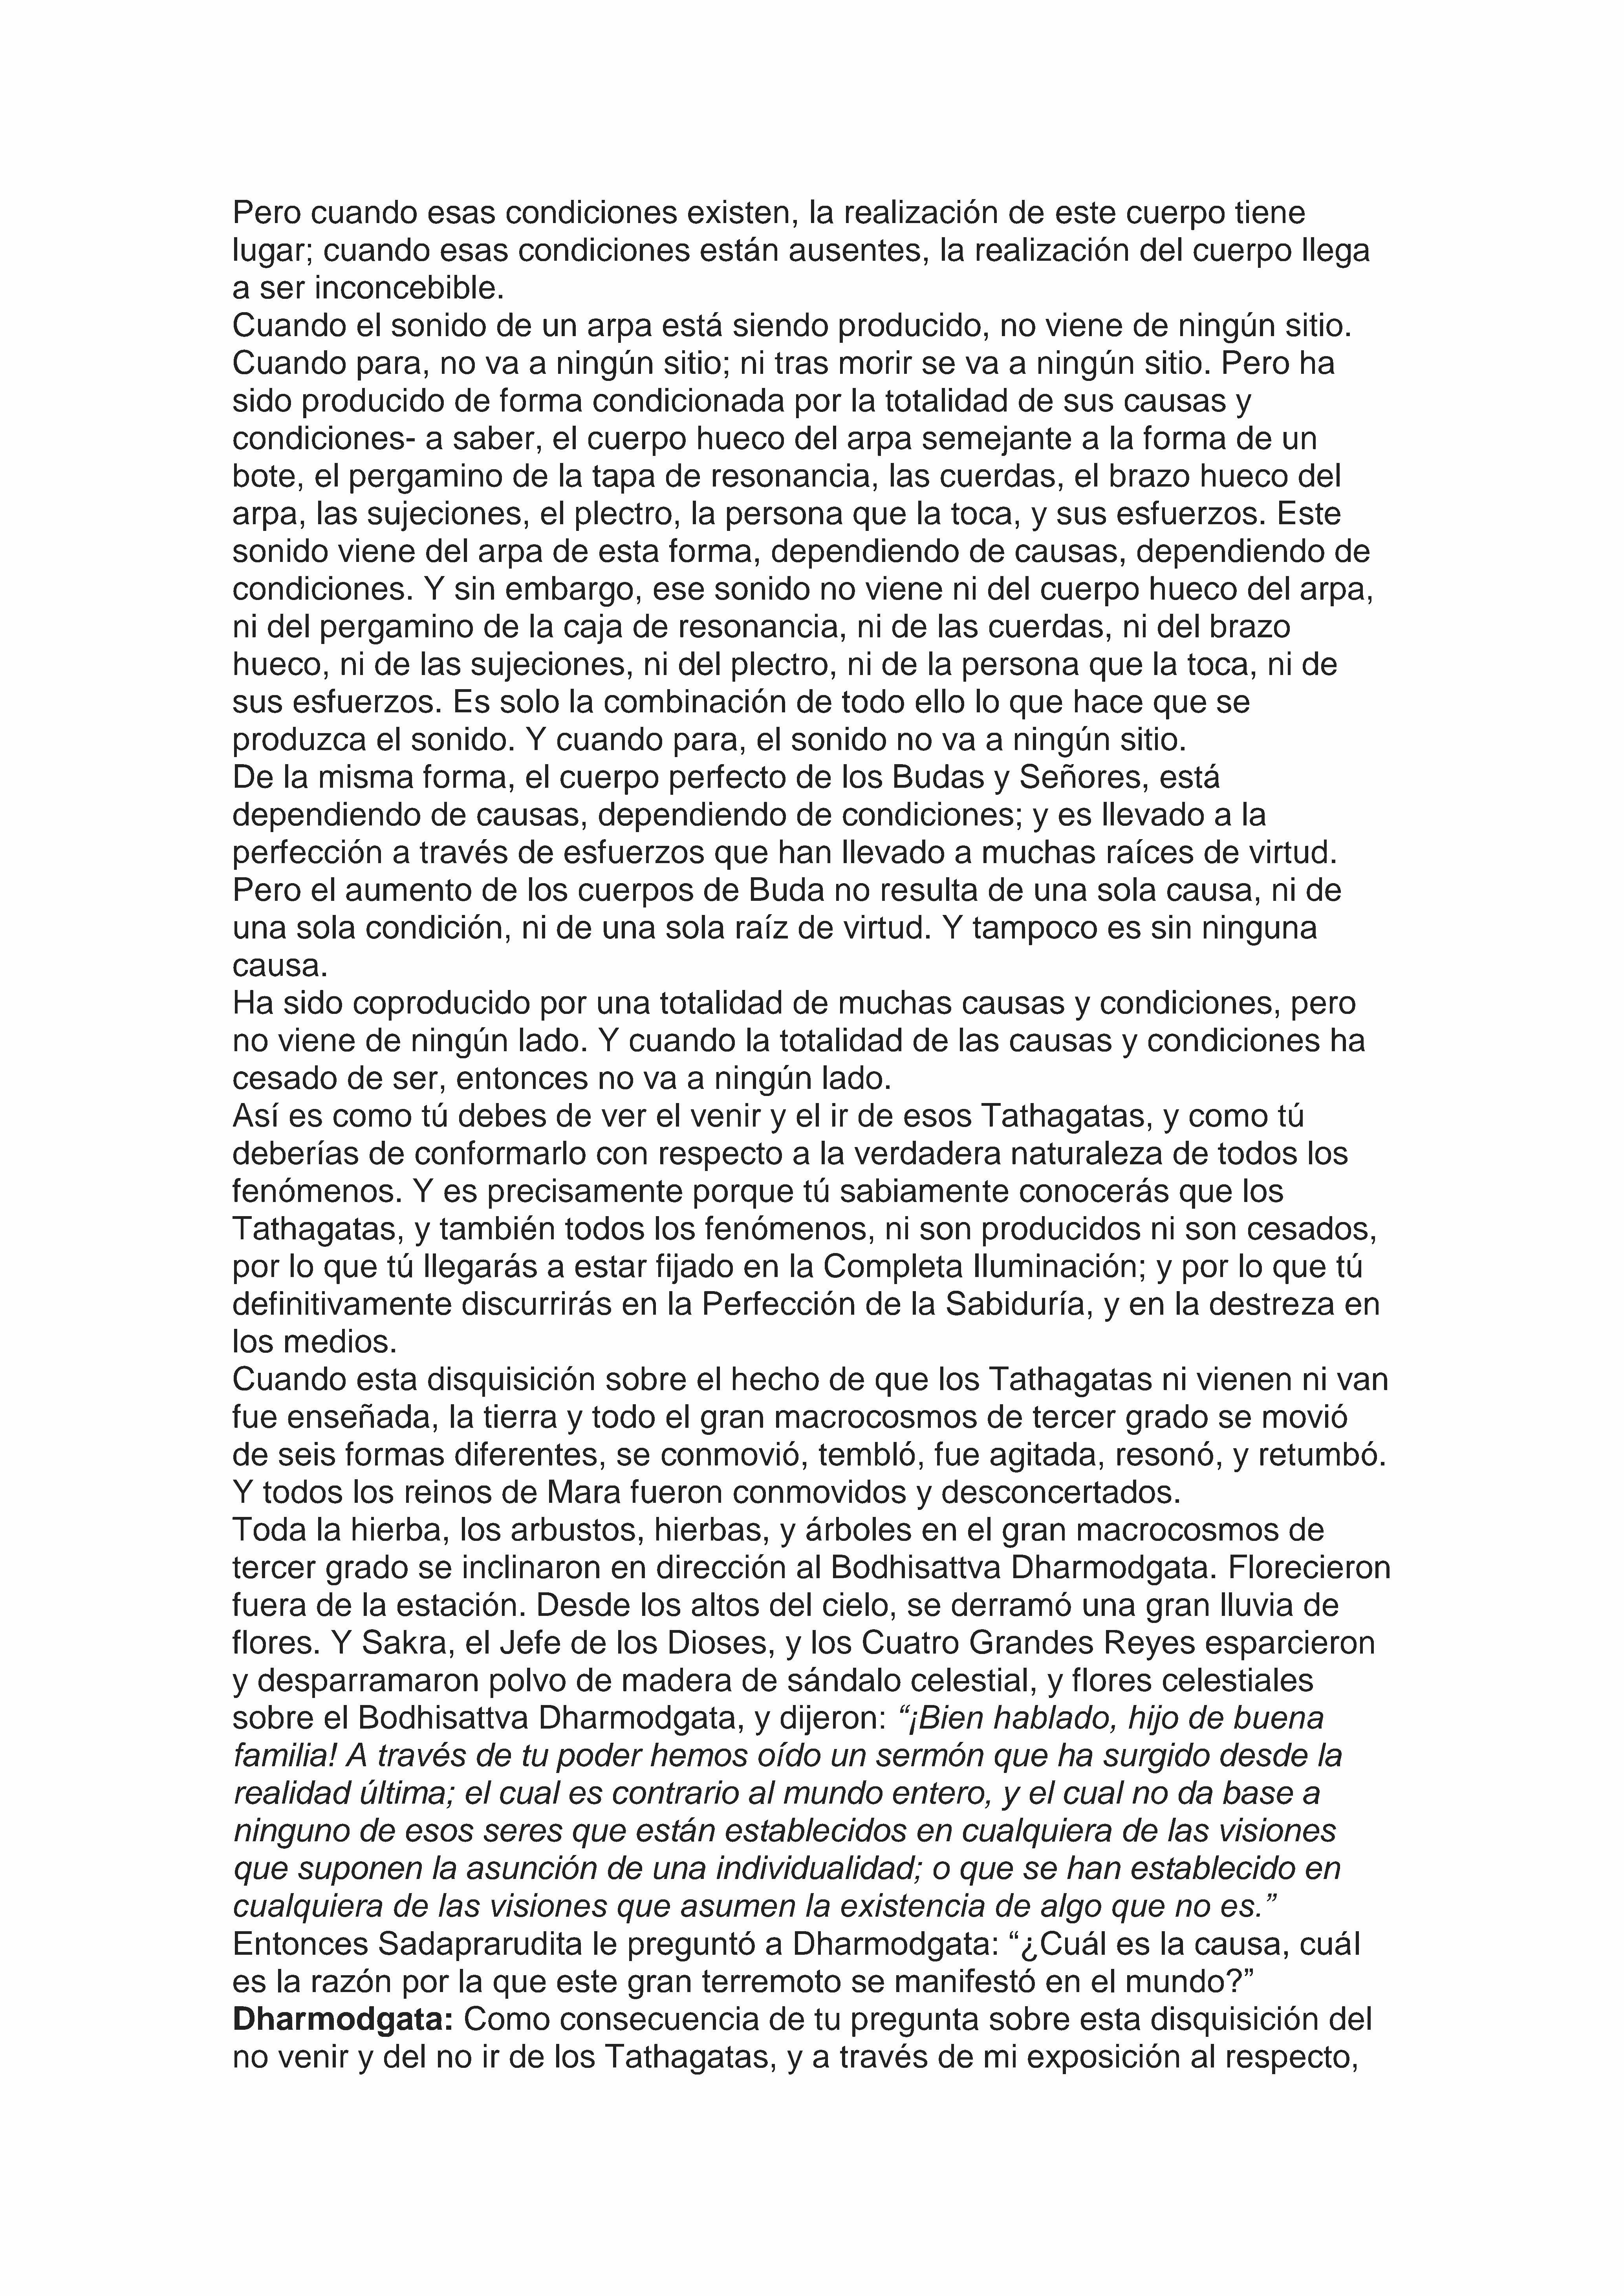 Pero cuando esas condiciones existen, la realización de este cuerpo tiene
lugar; cuando esas condiciones están ausentes, la realización del cuerpo llega
a ser inconcebible.
Cuando el sonido de un arpa está siendo producido, no viene de ningún sitio.
Cuando para, no va a ningún sitio; ni tras morir se va a ningún sitio. Pero ha
sido producido de forma condicionada por la totalidad de sus causas y
condiciones- a saber, el cuerpo hueco del arpa semejante a la forma de un
bote, el pergamino de la tapa de resonancia, las cuerdas, el brazo hueco del
arpa, las sujeciones, el plectro, la persona que la toca, y sus esfuerzos. Este
sonido viene del arpa de esta forma, dependiendo de causas, dependiendo de
condiciones. Y sin embargo, ese sonido no viene ni del cuerpo hueco del arpa,
ni del pergamino de la caja de resonancia, ni de las cuerdas, ni del brazo
hueco, ni de las sujeciones, ni del plectro, ni de la persona que la toca, ni de
sus esfuerzos. Es solo la combinación de todo ello lo que hace que se
produzca el sonido. Y cuando para, el sonido no va a ningún sitio.
De la misma forma, el cuerpo perfecto de los Budas y Señores, está
dependiendo de causas, dependiendo de condiciones; y es llevado a la
perfección a través de esfuerzos que han llevado a muchas raíces de virtud.
Pero el aumento de los cuerpos de Buda no resulta de una sola causa, ni de
una sola condición, ni de una sola raíz de virtud. Y tampoco es sin ninguna
causa.
Ha sido coproducido por una totalidad de muchas causas y condiciones, pero
no viene de ningún lado. Y cuando la totalidad de las causas y condiciones ha
cesado de ser, entonces no va a ningún lado.
Así es como tú debes de ver el venir y el ir de esos Tathagatas, y como tú
deberías de conformarlo con respecto a la verdadera naturaleza de todos los
fenómenos. Y es precisamente porque tú sabiamente conocerás que los
Tathagatas, y también todos los fenómenos, ni son producidos ni son cesados,
por lo que tú llegarás a estar fijado en la Completa Iluminación; y por lo que tú
definitivamente discurrirás en la Perfección de la Sabiduría, y en la destreza en
los medios.
Cuando esta disquisición sobre el hecho de que los Tathagatas ni vienen ni van
fue enseñada, la tierra y todo el gran macrocosmos de tercer grado se movió
de seis formas diferentes, se conmovió, tembló, fue agitada, resonó, y retumbó.
Y todos los reinos de Mara fueron conmovidos y desconcertados.
Toda la hierba, los arbustos, hierbas, y árboles en el gran macrocosmos de
tercer grado se inclinaron en dirección al Bodhisattva Dharmodgata. Florecieron
fuera de la estación. Desde los altos del cielo, se derramó una gran lluvia de
flores. Y Sakra, el Jefe de los Dioses, y los Cuatro Grandes Reyes esparcieron
y desparramaron polvo de madera de sándalo celestial, y flores celestiales
sobre el Bodhisattva Dharmodgata, y dijeron: “¡Bien hablado, hijo de buena
familia! A través de tu poder hemos oído un sermón que ha surgido desde la
realidad última; el cual es contrario al mundo entero, y el cual no da base a
ninguno de esos seres que están establecidos en cualquiera de las visiones
que suponen la asunción de una individualidad; o que se han establecido en
cualquiera de las visiones que asumen la existencia de algo que no es.”
Entonces Sadaprarudita le preguntó a Dharmodgata: “¿Cuál es la causa, cuál
es la razón por la que este gran terremoto se manifestó en el mundo?”
Dharmodgata: Como consecuencia de tu pregunta sobre esta disquisición del
no venir y del no ir de los Tathagatas, y a través de mi exposición al respecto,